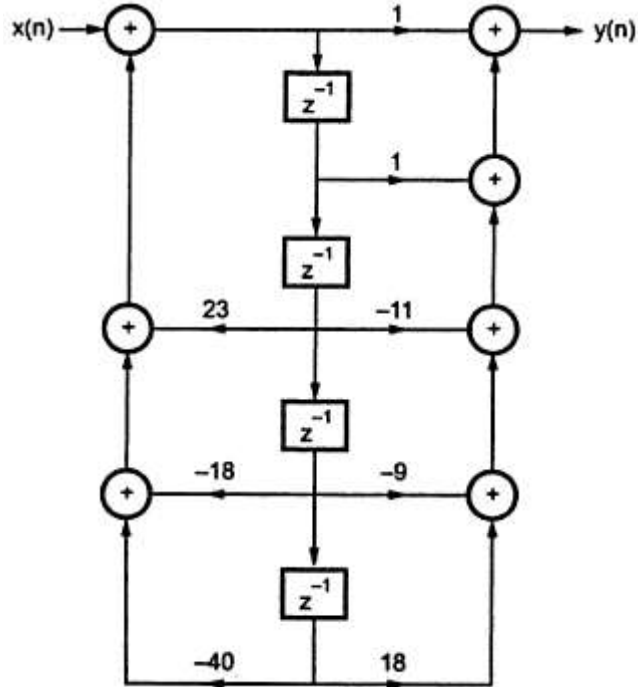 x(n) + 1 + y(n)
z⁻¹
1 +
z⁻¹
+ 23 –11 +
z⁻¹
+ –18 –9 +
z⁻¹
–40 18